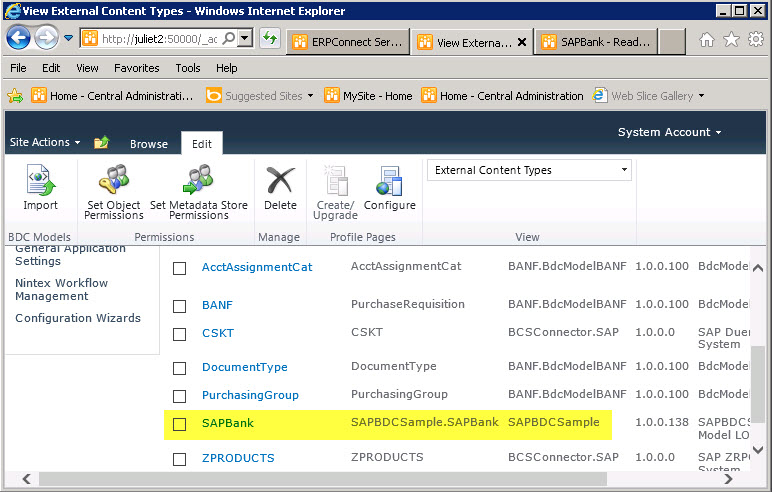 View External Content Types - Windows Internet Explorer
http://juliet2:50000/_ac
ERPConnect Ser...
View Externa...
SAPBank - Read...
File Edit View Favorites Tools Help
Home - Central Administrati...
Suggested Sites
MySite - Home
Home - Central Administration
Web Slice Gallery
Site Actions
Browse
Edit
System Account
Import
Set Object Permissions
Set Metadata Store Permissions
Delete
Create/ Upgrade
Configure
External Content Types
BDC Models
Permissions
Manage
Profile Pages
View
General Application
Settings
Nintex Workflow
Management
Configuration Wizards
AcctAssignmentCat AcctAssignmentCat BANF.BdcModelBANF 1.0.0.100 BdcModel
BANF PurchaseRequisition BANF.BdcModelBANF 1.0.0.100 BdcModel
CSKT CSKT BCSConnector.SAP 1.0.0.0 SAP Duer
System
DocumentType DocumentType BANF.BdcModelBANF 1.0.0.100 BdcModel
PurchasingGroup PurchasingGroup BANF.BdcModelBANF 1.0.0.100 BdcModel
SAPBank SAPBDCSample.SAPBank SAPBDCSample 1.0.0.138 SAPBDCS
Model LO
ZPRODUCTS BCSConnector.SAP 1.0.0.0 SAP ZRP
System